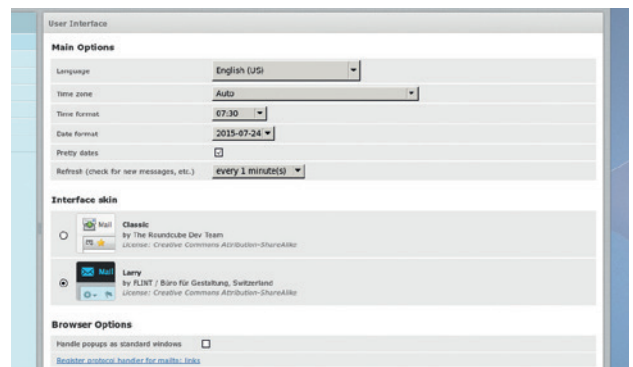 User Interface
Main Options
Language English (US)
Time zone Auto
Time format 07:30
Date format 2015-07-24
Pretty dates
Refresh (check for new messages, etc.) every 1 minute(s)
Interface skin
Mail
Classic
by The Roundcube Dev Team
License: Creative Commons Attribution-ShareAlike
Mail
Larry
by FLINT / Büro für Gestaltung, Switzerland
License: Creative Commons Attribution-ShareAlike
Browser Options
Handle popups as standard windows
Register protocol handler for mailto: links